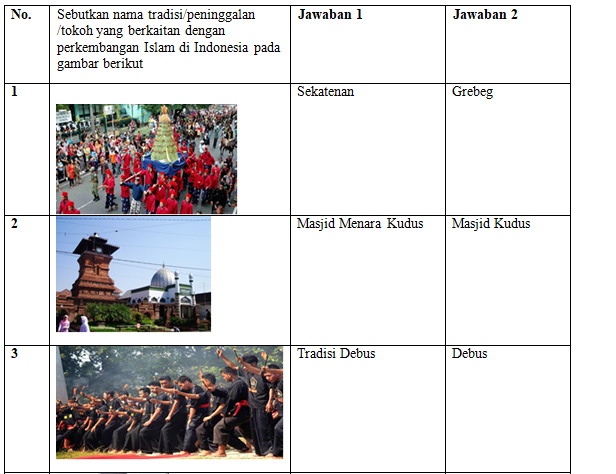 No.
Sebutkan nama tradisi/peninggalan
/tokoh yang berkaitan dengan
perkembangan Islam di Indonesia pada
gambar berikut
Jawaban 1
Jawaban 2
1
Sekatenan
Grebeg
2
Masjid Menara Kudus
Masjid Kudus
3
Tradisi Debus
Debus